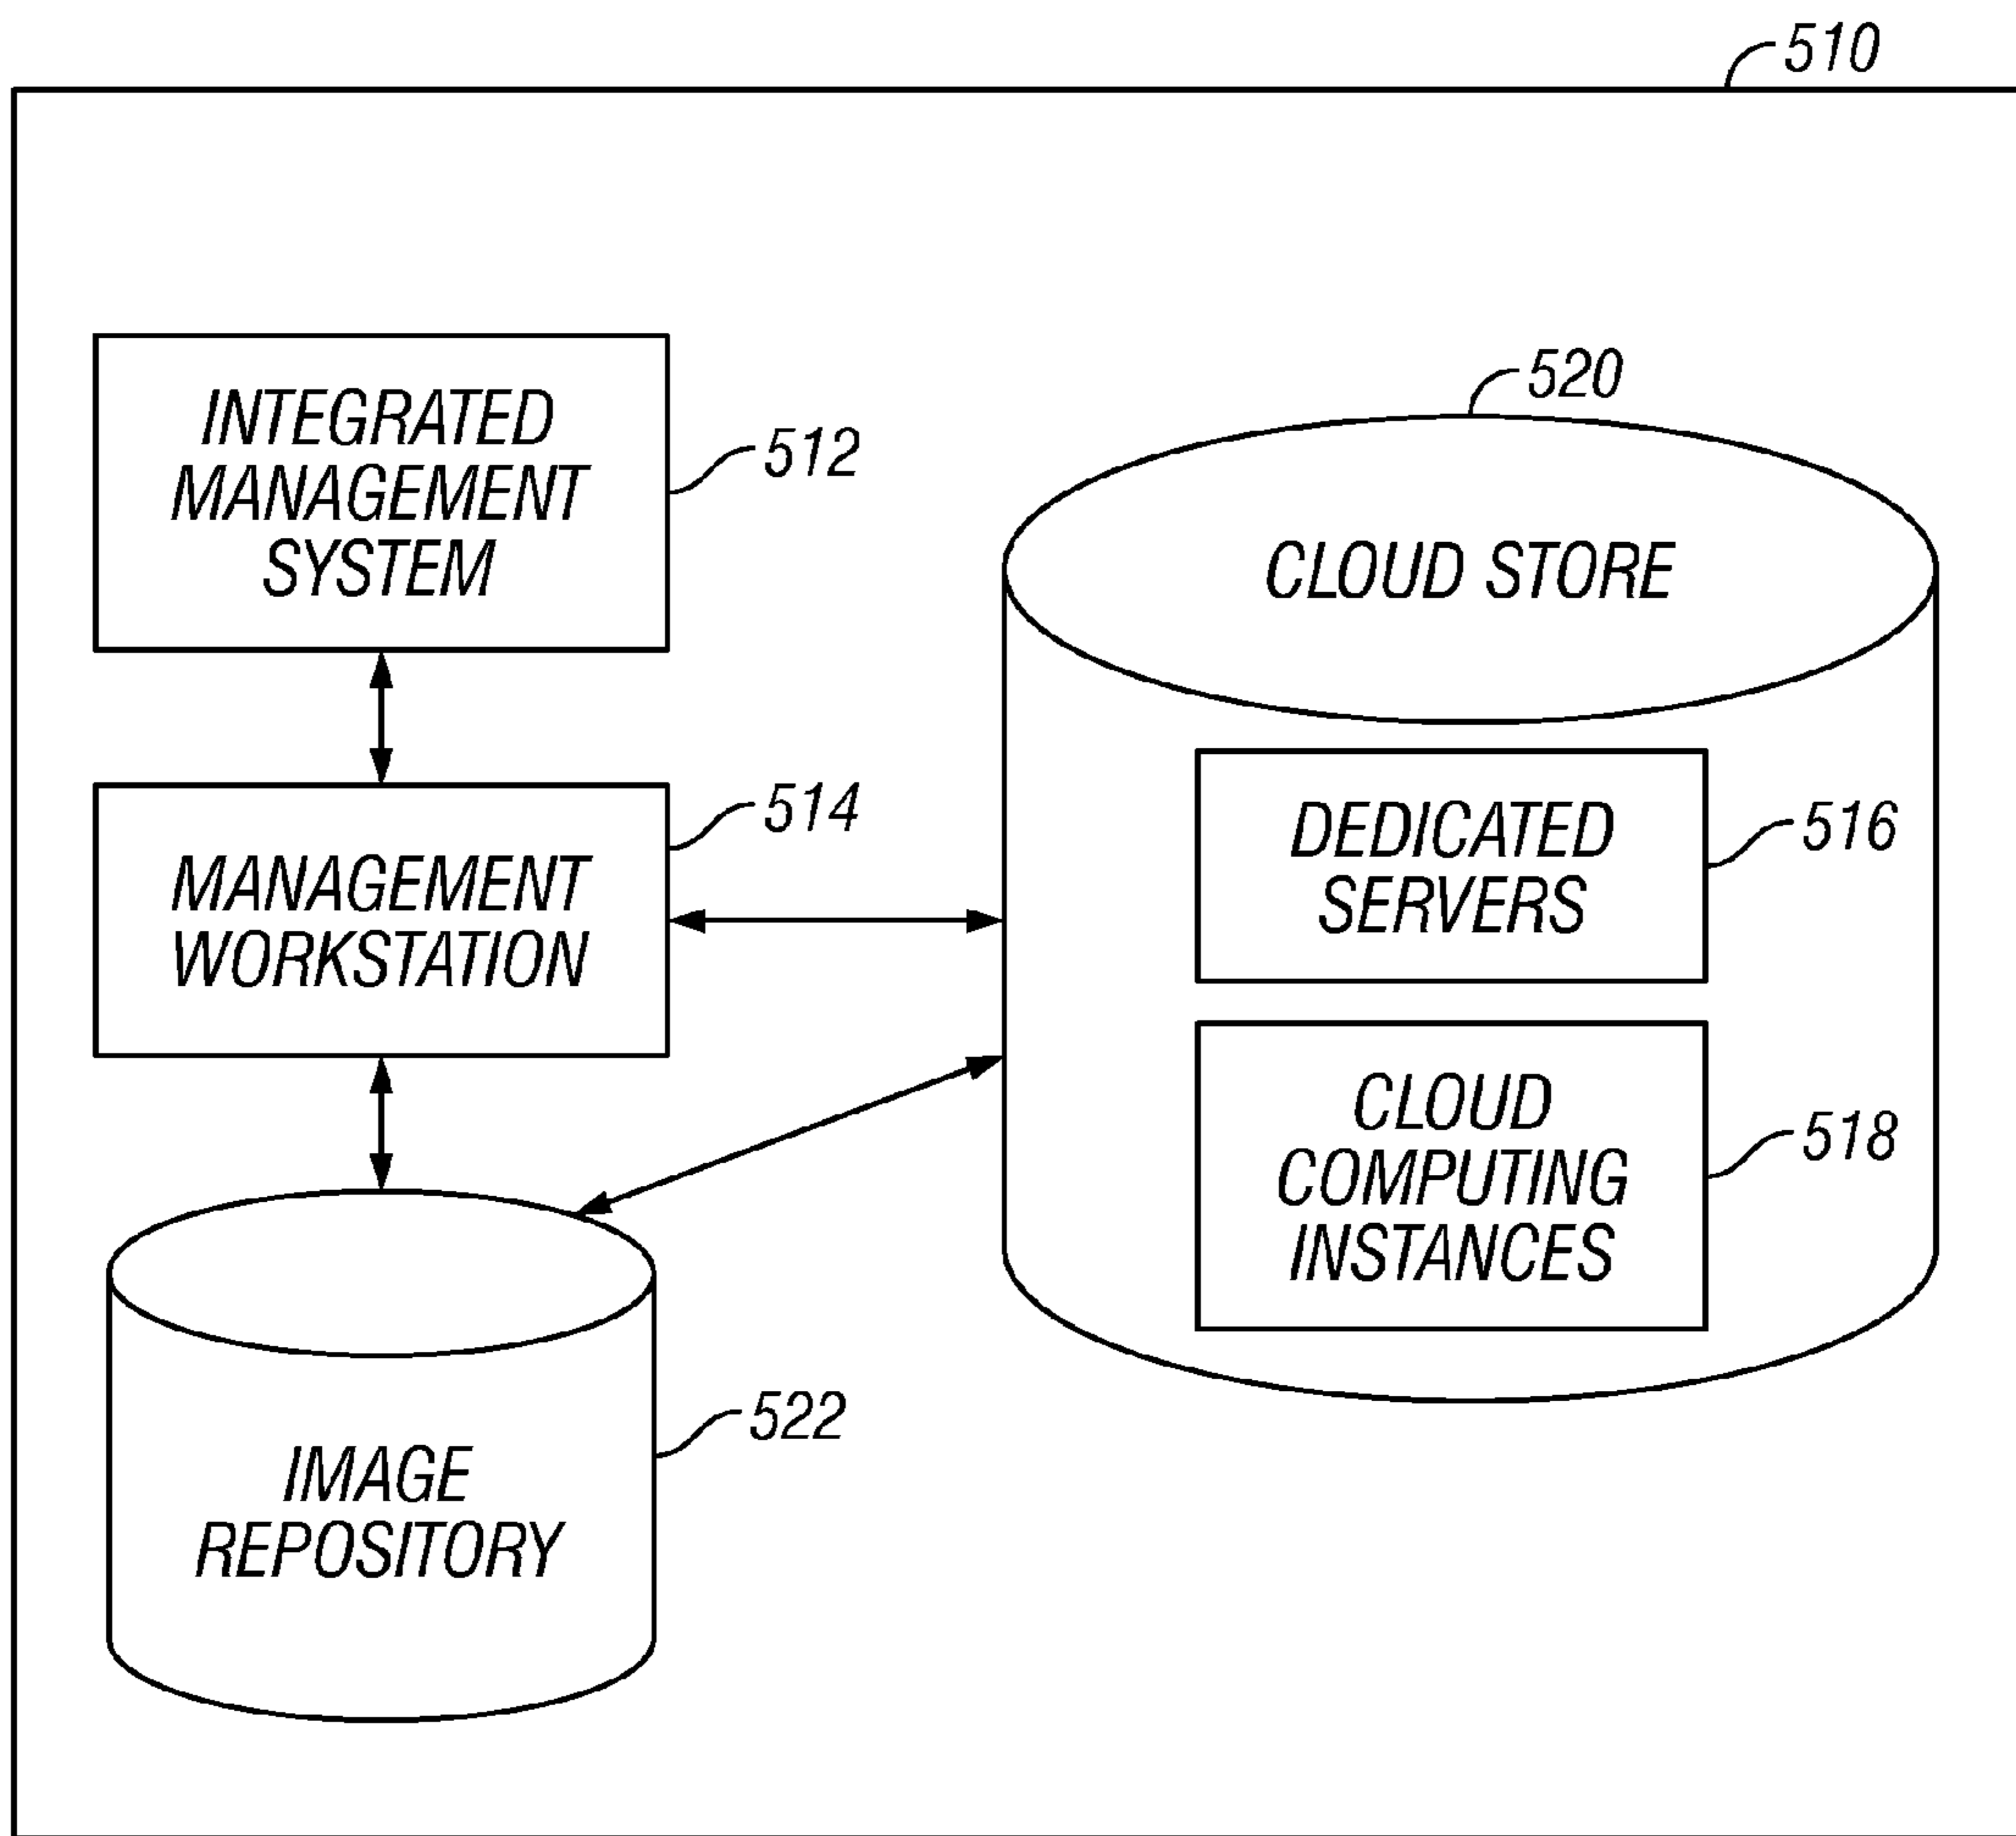 510
INTEGRATED
MANAGEMENT
SYSTEM
512
520
CLOUD STORE
MANAGEMENT
WORKSTATION
514
DEDICATED
SERVERS
516
CLOUD
COMPUTING
INSTANCES
518
IMAGE
REPOSITORY
522